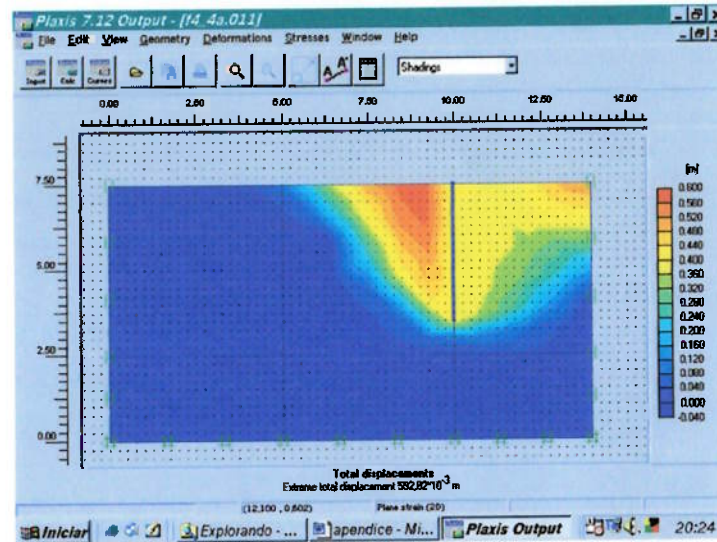 Plaxis 7.12 Output - [f4_4a.011]
File Edit View Geometry Deformations Stresses Window Help
Input Calc Curves Shadings
0.00 2.50 5.00 7.50 10.00 12.50 15.00
[m]
7.50
5.00
2.50
0.00
0.600
0.560
0.520
0.480
0.440
0.400
0.360
0.320
0.280
0.240
0.200
0.160
0.120
0.080
0.040
0.000
-0.040
Total displacements
Extreme total displacement 592,82*10-3 m
(12,100 , 0,602) Plane strain (2D)
Iniciar Explorando - ... apendice - Mi... Plaxis Output 20:24